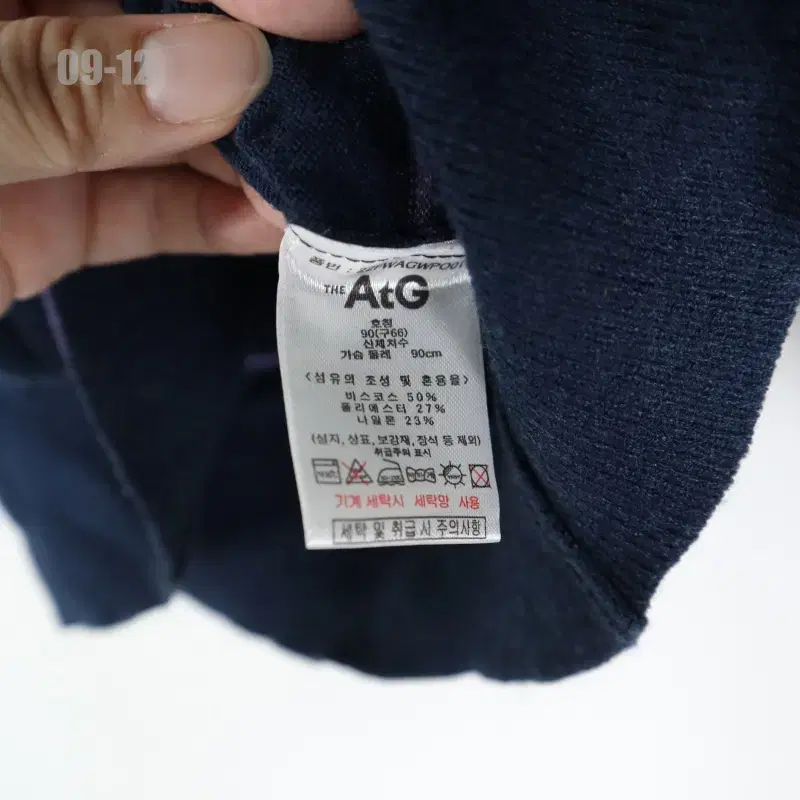 09-12
품번 :
THE AtG
호칭
90(구66)
신체치수
가슴 둘레 90cm
<섬유의 조성 및 혼용율>
비스코스 50%
폴리에스터 27%
나일론 23%
(심지, 상표, 보강재, 장식 등 제외)
취급주의 표시
기계 세탁시 세탁망 사용
세탁 및 취급 시 주의사항